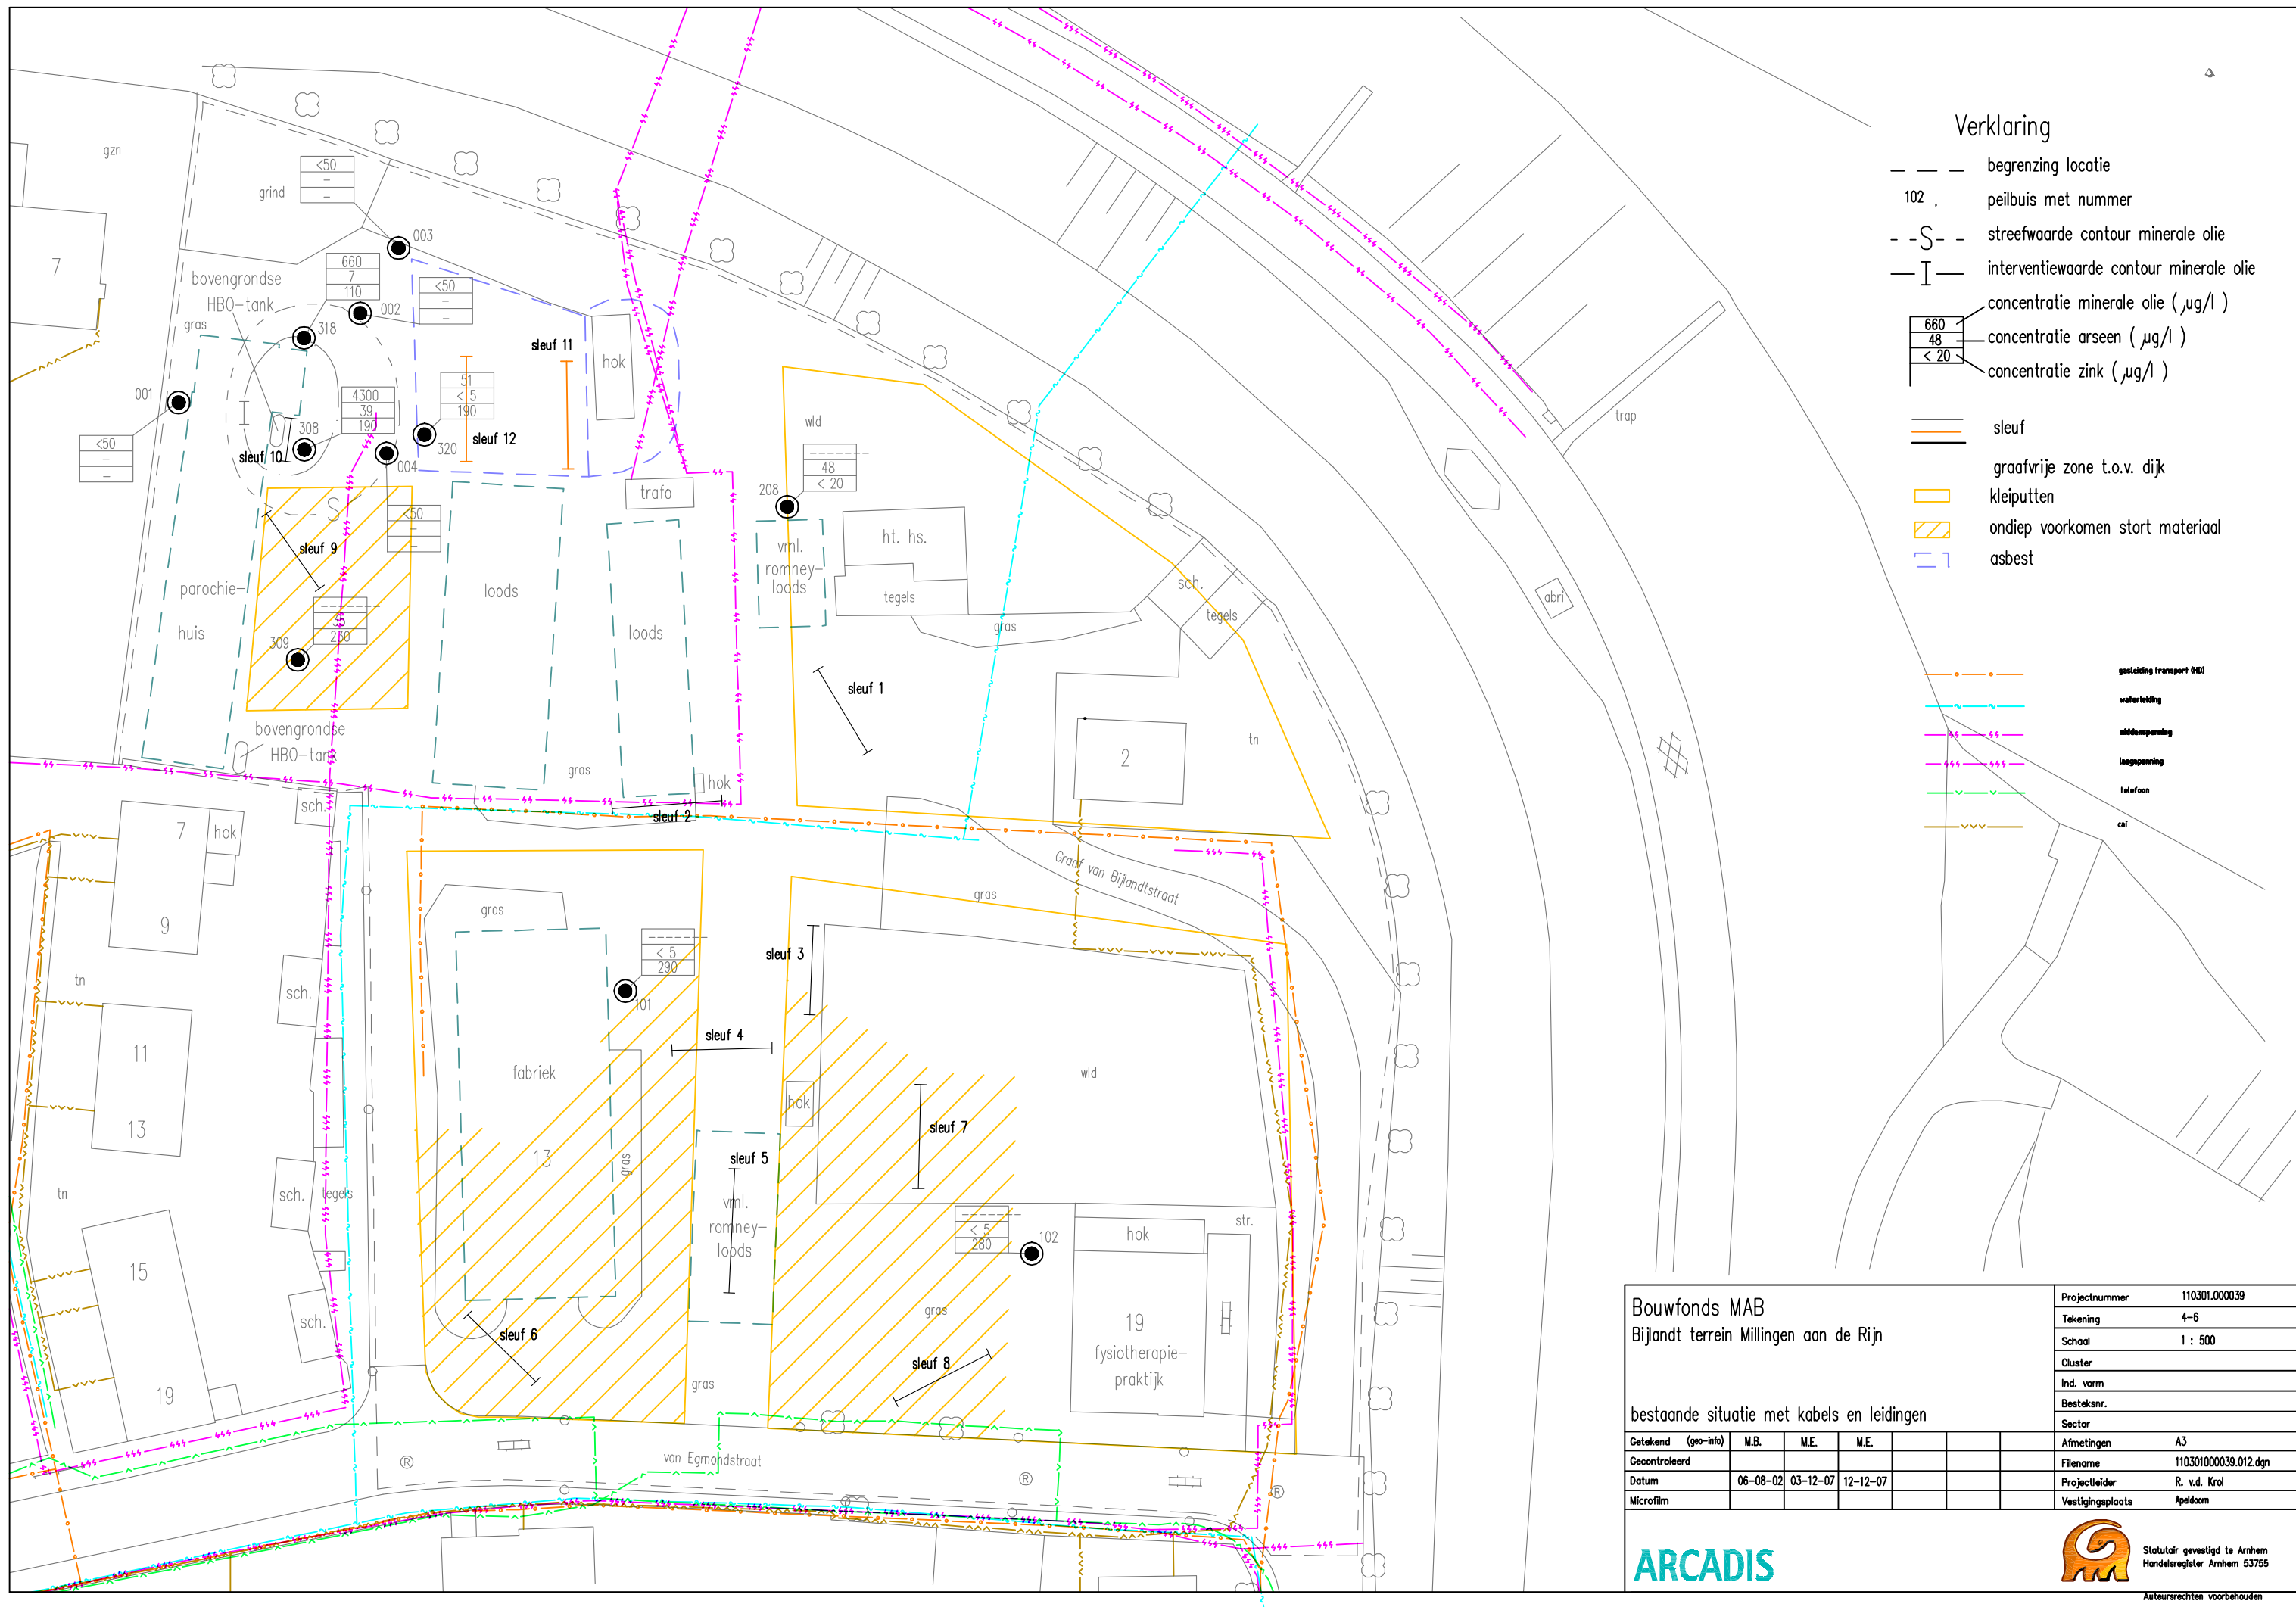 Verklaring
begrenzing locatie
102 . peilbuis met nummer
S streefwaarde contour minerale olie
I interventiewaarde contour minerale olie
concentratie minerale olie ( µg/l )
660
48
< 20
concentratie arseen ( µg/l )
concentratie zink ( µg/l )
sleuf
graafvrije zone t.o.v. dijk
kleiputten
ondiep voorkomen stort materiaal
asbest
gasleiding transport (HD)
waterleiding
middenspanning
laagspanning
telefoon
cai
gzn
7
grind
<50
-
-
003
660
7
110
bovengrondse
HBO-tank
gras
318
002
<50
-
-
001
<50
-
-
I
4300
39
190
308
sleuf 10
004
51
< 5
190
320
sleuf 11
sleuf 12
hok
S
<50
-
-
sleuf 9
parochie-
huis
309
230
bovengrondse
HBO-tank
loods
loods
trafo
gras
hok
sleuf 2
wld
48
< 20
208
vml.
romney-
loods
ht. hs.
tegels
gras
sch.
tegels
sleuf 1
2
tn
trap
abri
Graaf van Bijlandtstraat
gras
sch.
7
hok
9
tn
sch.
11
13
tn
sch.
tegels
15
sch.
19
gras
fabriek
13
gras
< 5
290
101
sleuf 3
sleuf 4
hok
sleuf 5
vml.
romney-
loods
sleuf 6
gras
wld
sleuf 7
< 5
280
102
gras
sleuf 8
str.
hok
19
fysiotherapie-
praktijk
van Egmondstraat
R
R
R
Bouwfonds MAB
Bijlandt terrein Millingen aan de Rijn
bestaande situatie met kabels en leidingen
Getekend (geo-info) M.B. M.E. M.E.
Gecontroleerd
Datum 06-08-02 03-12-07 12-12-07
Microfilm
Projectnummer 110301.000039
Tekening 4-6
Schaal 1 : 500
Cluster
Ind. vorm
Besteksnr.
Sector
Afmetingen A3
Filename 110301000039.012.dgn
Projectleider R. v.d. Krol
Vestigingsplaats Apeldoorn
ARCADIS
Statutair gevestigd te Arnhem
Handelsregister Arnhem 53755
Auteursrechten voorbehouden